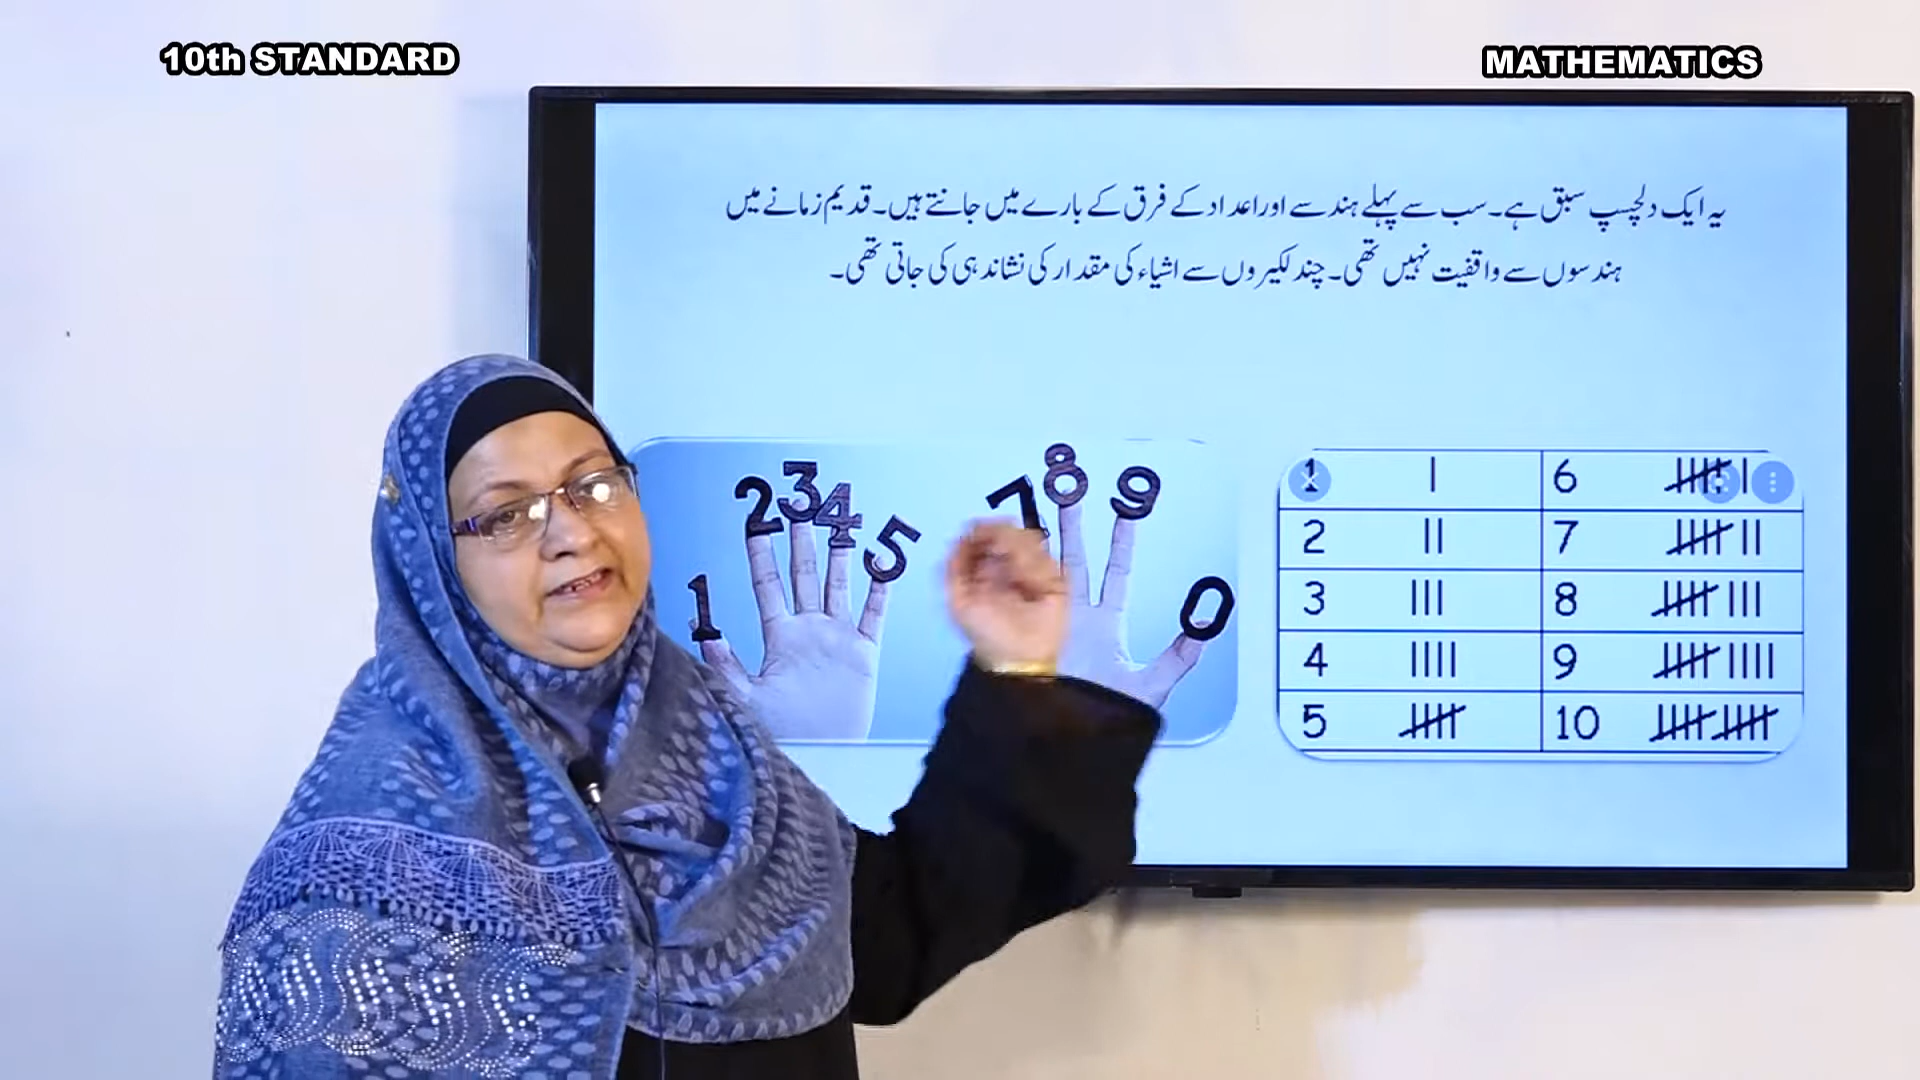 10th STANDARD
MATHEMATICS
یہ ایک دلچسپ سبق ہے۔ سب سے پہلے ہندسے اور اعداد کے فرق کے بارے میں جانتے ہیں۔ قدیم زمانے میں
ہندسوں سے واقفیت نہیں تھی۔ چند لکیروں سے اشیاء کی مقدار کی نشاندہی کی جاتی تھی۔
1 2 3 4 5 7 8 9 0
1 6
2 7
3 8
4 9
5 10